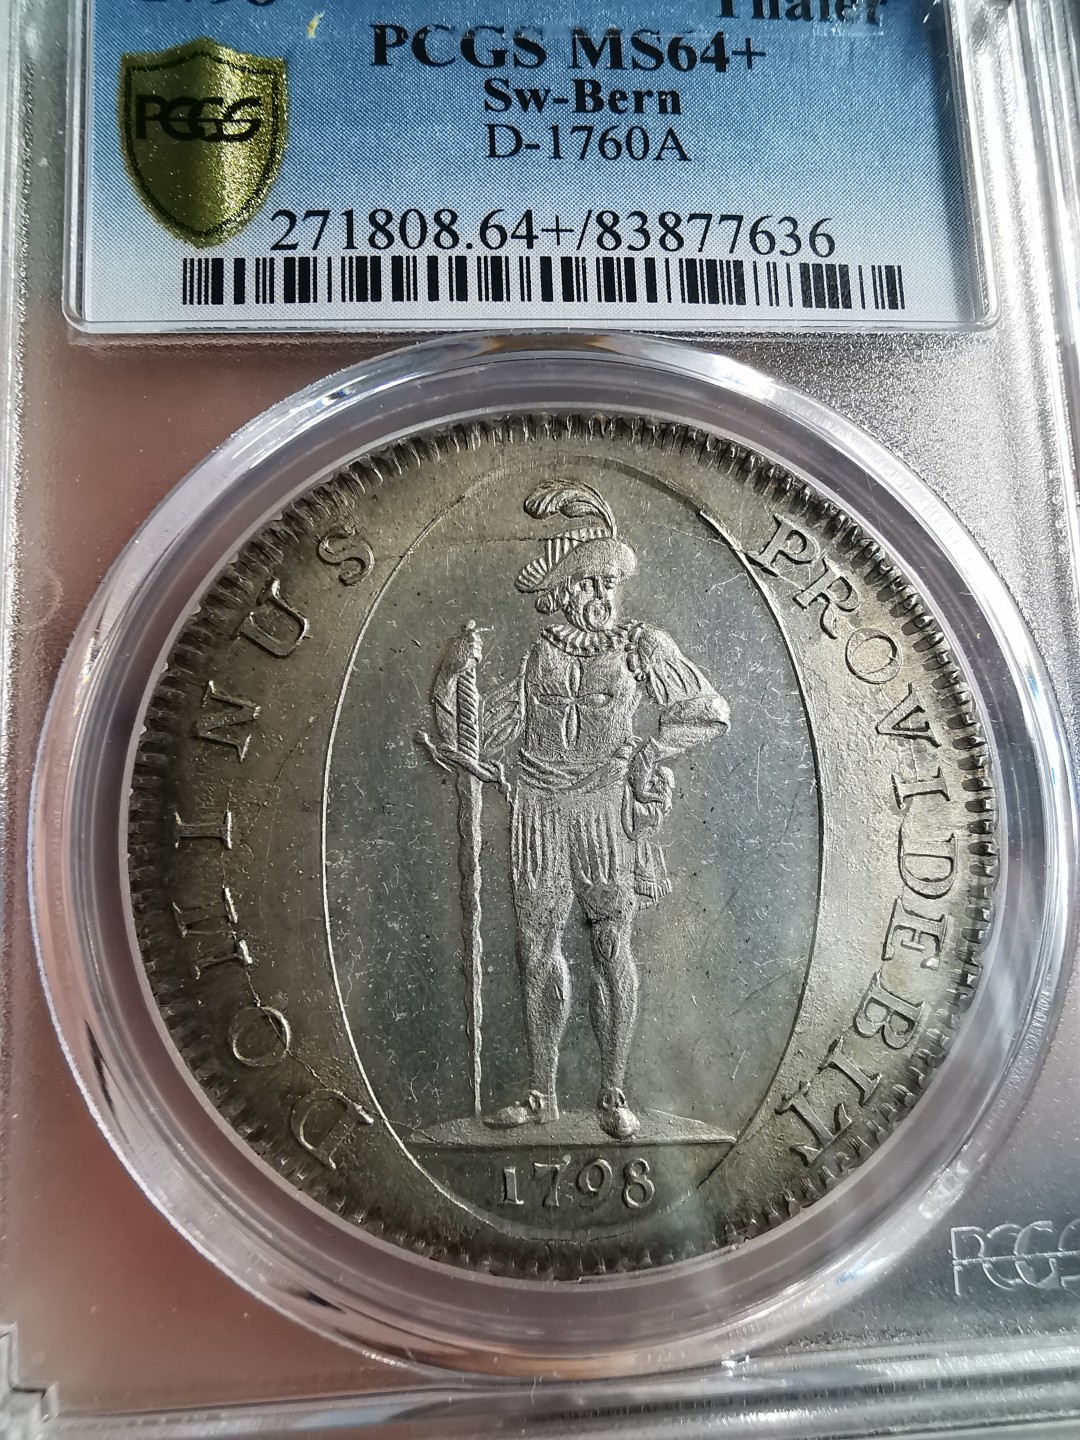 Thaler
PCGS MS64+
Sw-Bern
D-1760A
PCGS
271808.64+/83877636
DOMINUS PROVIDEBIT
1798
PCGS